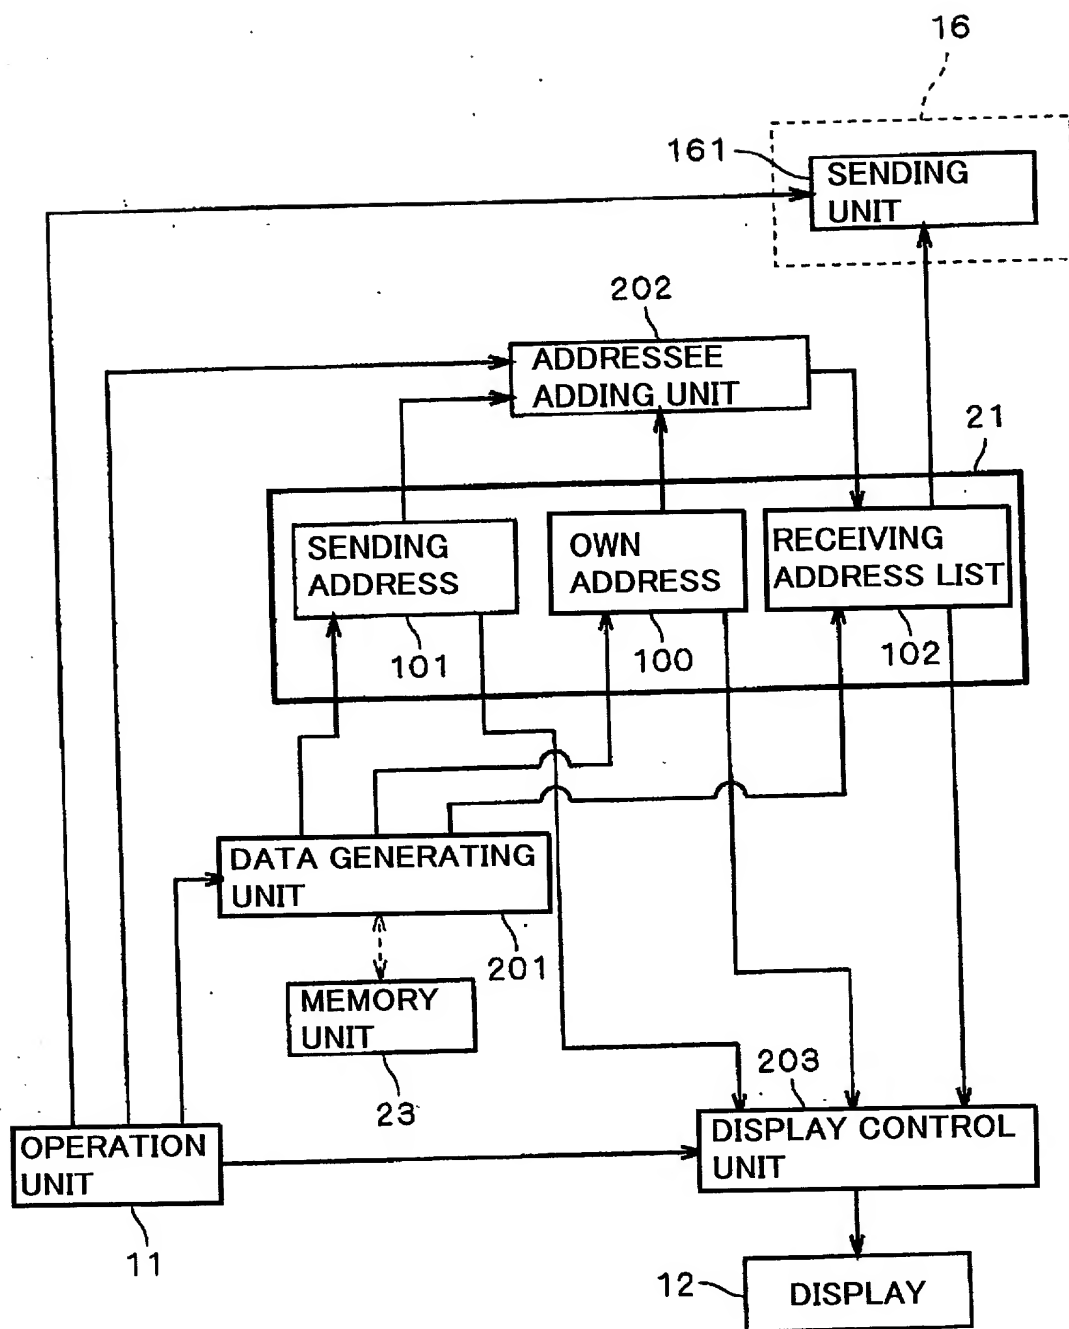 16
161
SENDING
UNIT
202
ADDRESSEE
ADDING UNIT
21
SENDING
ADDRESS
OWN
ADDRESS
RECEIVING
ADDRESS LIST
101
100
102
DATA GENERATING
UNIT
201
MEMORY
UNIT
23
203
OPERATION
UNIT
DISPLAY CONTROL
UNIT
11
12
DISPLAY